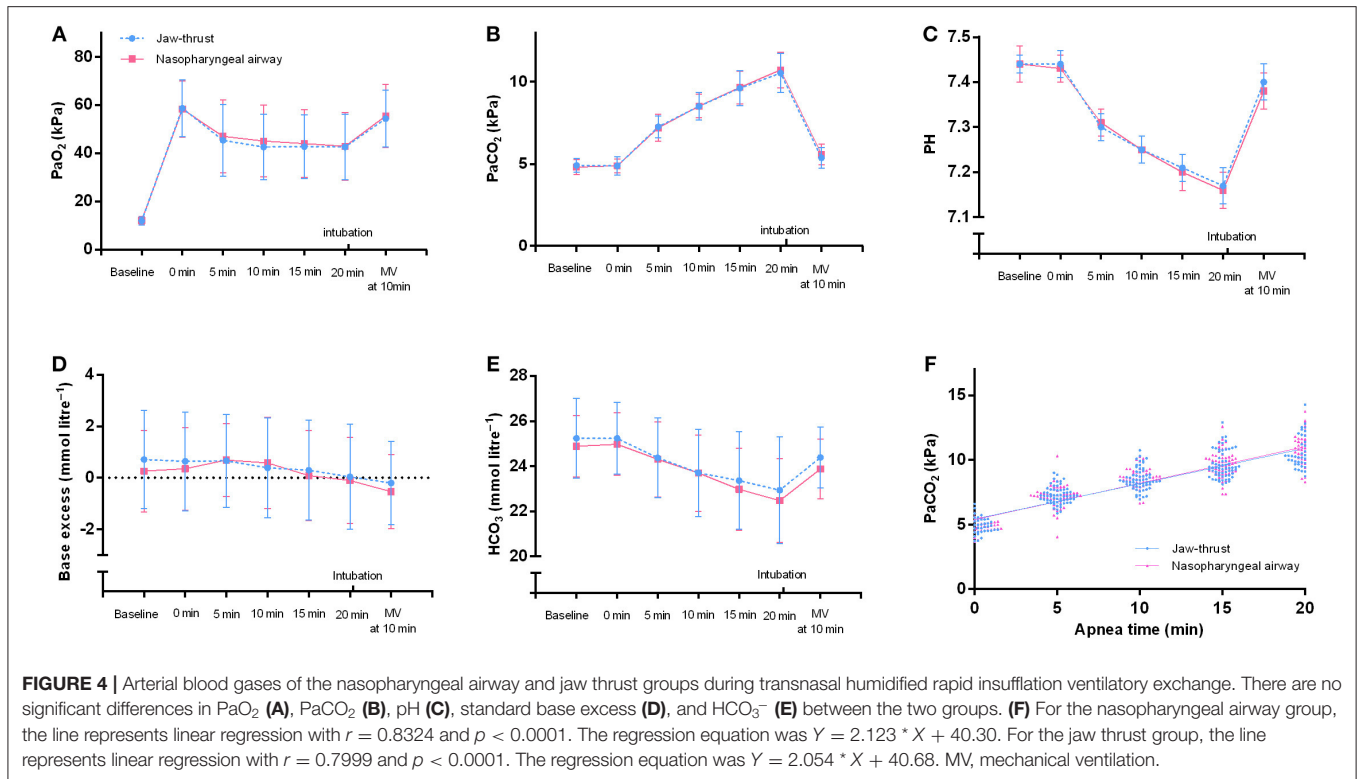 A
Jaw-thrust
Nasopharyngeal airway
PaO₂ (kPa)
80
60
40
20
0
intubation
Baseline
0 min
5 min
10 min
15 min
20 min
MV
at 10min
B
PaCO₂ (kPa)
10
5
0
intubation
Baseline
0 min
5 min
10 min
15 min
20 min
MV
at 10 min
C
PH
7.5
7.4
7.3
7.2
7.1
Intubation
Baseline
0 min
5 min
10 min
15 min
20 min
MV
at 10 min
D
Base excess (mmol litre⁻¹)
4
2
0
-2
Intubation
Baseline
0 min
5 min
10 min
15 min
20 min
MV
at 10 min
E
HCO₃ (mmol litre⁻¹)
28
26
24
22
20
Intubation
Baseline
0 min
5 min
10 min
15 min
20 min
MV
at 10 min
F
PaCO₂ (kPa)
15
10
5
0
Jaw-thrust
Nasopharyngeal airway
0
5
10
15
20
Apnea time (min)
FIGURE 4 | Arterial blood gases of the nasopharyngeal airway and jaw thrust groups during transnasal humidified rapid insufflation ventilatory exchange. There are no
significant differences in PaO₂ (A), PaCO₂ (B), pH (C), standard base excess (D), and HCO₃⁻ (E) between the two groups. (F) For the nasopharyngeal airway group,
the line represents linear regression with r = 0.8324 and p < 0.0001. The regression equation was Y = 2.123 * X + 40.30. For the jaw thrust group, the line
represents linear regression with r = 0.7999 and p < 0.0001. The regression equation was Y = 2.054 * X + 40.68. MV, mechanical ventilation.